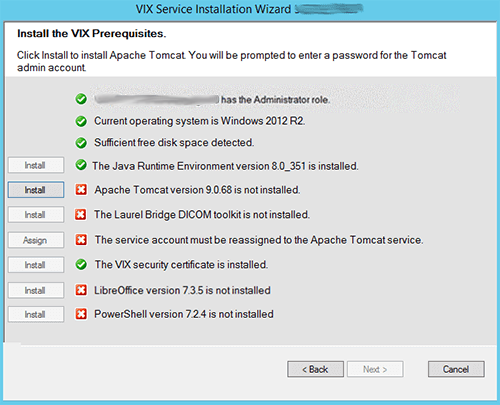 VIX Service Installation Wizard
Install the VIX Prerequisites.
Click Install to install Apache Tomcat. You will be prompted to enter a password for the Tomcat
admin account.
has the Administrator role.
Current operating system is Windows 2012 R2.
Sufficient free disk space detected.
Install The Java Runtime Environment version 8.0_351 is installed.
Install Apache Tomcat version 9.0.68 is not installed.
Install The Laurel Bridge DICOM toolkit is not installed.
Assign The service account must be reassigned to the Apache Tomcat service.
Install The VIX security certificate is installed.
Install LibreOffice version 7.3.5 is not installed
Install PowerShell version 7.2.4 is not installed
< Back Next > Cancel